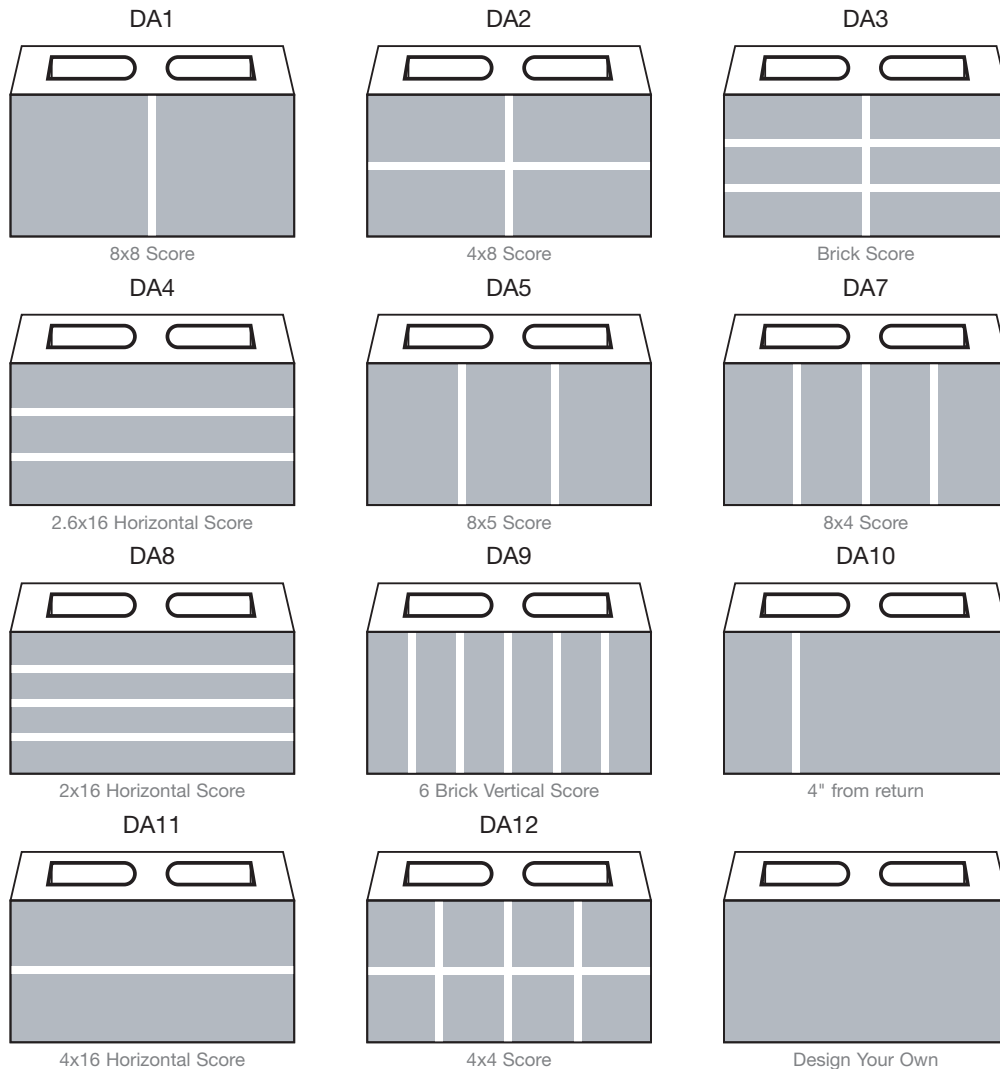 DA1
DA2
DA3
8x8 Score
4x8 Score
Brick Score
DA4
DA5
DA7
2.6x16 Horizontal Score
8x5 Score
8x4 Score
DA8
DA9
DA10
2x16 Horizontal Score
6 Brick Vertical Score
4" from return
DA11
DA12
4x16 Horizontal Score
4x4 Score
Design Your Own